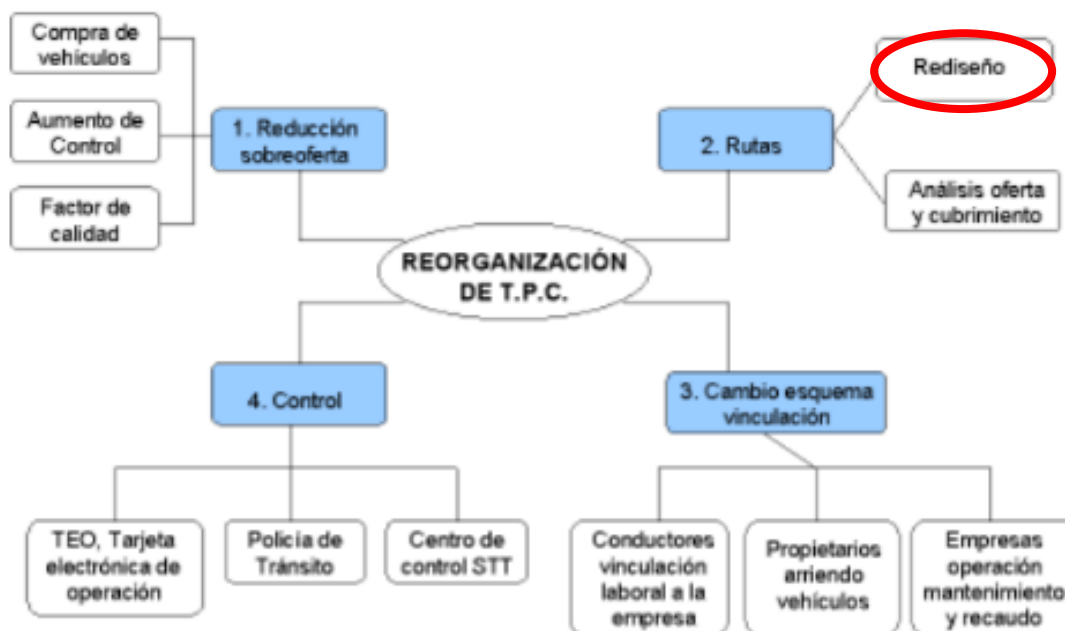 Compra de
vehículos
Aumento de
Control
Factor de
calidad
1. Reducción
sobreoferta
2. Rutas
Rediseño
Análisis oferta
y cubrimiento
REORGANIZACIÓN
DE T.P.C.
4. Control
3. Cambio esquema
vinculación
TEO, Tarjeta
electrónica de
operación
Policía de
Tránsito
Centro de
control STT
Conductores
vinculación
laboral a la
empresa
Propietarios
arriendo
vehículos
Empresas
operación
mantenimiento
y recaudo